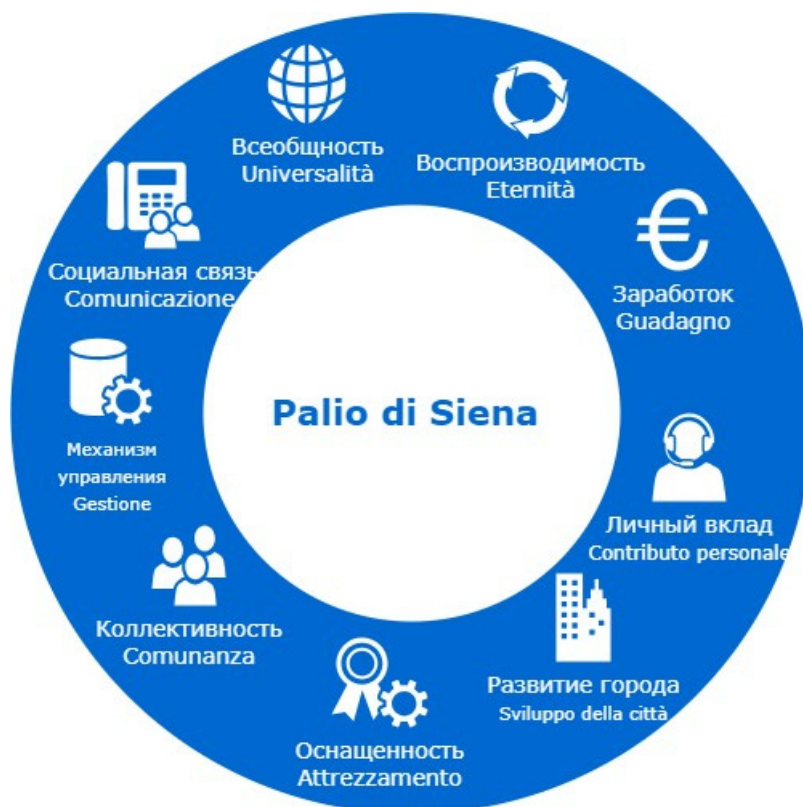 Всеобщность
Universalità
Воспроизводимость
Eternità
€
Заработок
Guadagno
Личный вклад
Contributo personale
Развитие города
Sviluppo della città
Оснащенность
Attrezzamento
Коллективность
Comunanza
Механизм
управления
Gestione
Социальная связь
Comunicazione
Palio di Siena